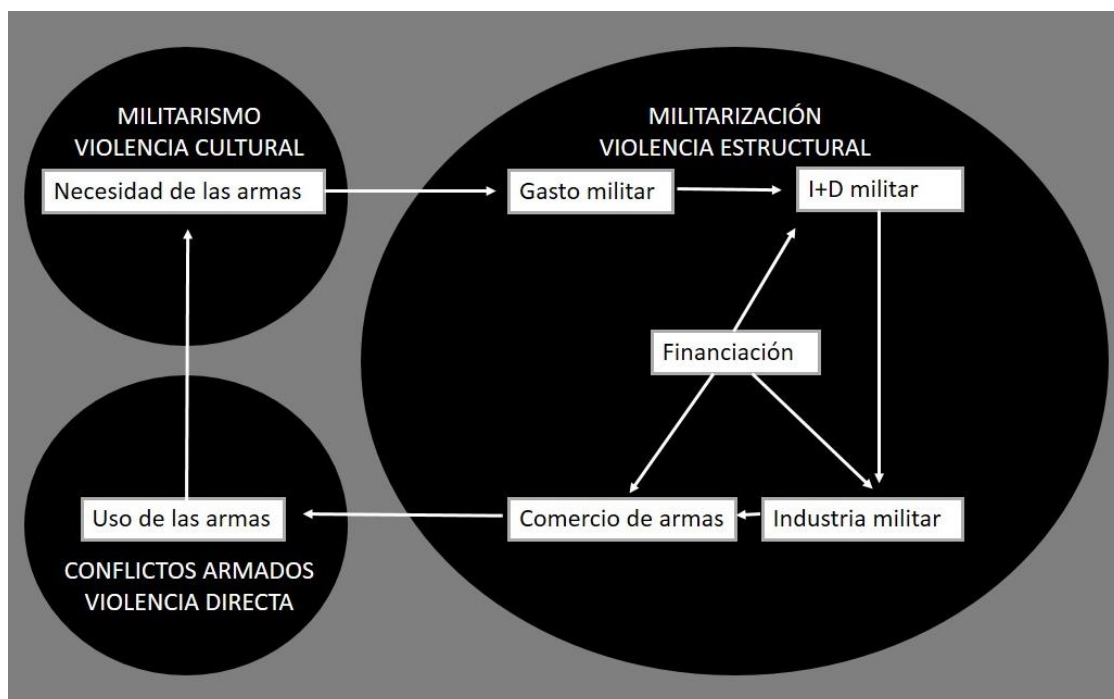 MILITARISMO
VIOLENCIA CULTURAL
Necesidad de las armas
MILITARIZACIÓN
VIOLENCIA ESTRUCTURAL
Gasto militar
I+D militar
Financiación
Comercio de armas
Industria militar
Uso de las armas
CONFLICTOS ARMADOS
VIOLENCIA DIRECTA